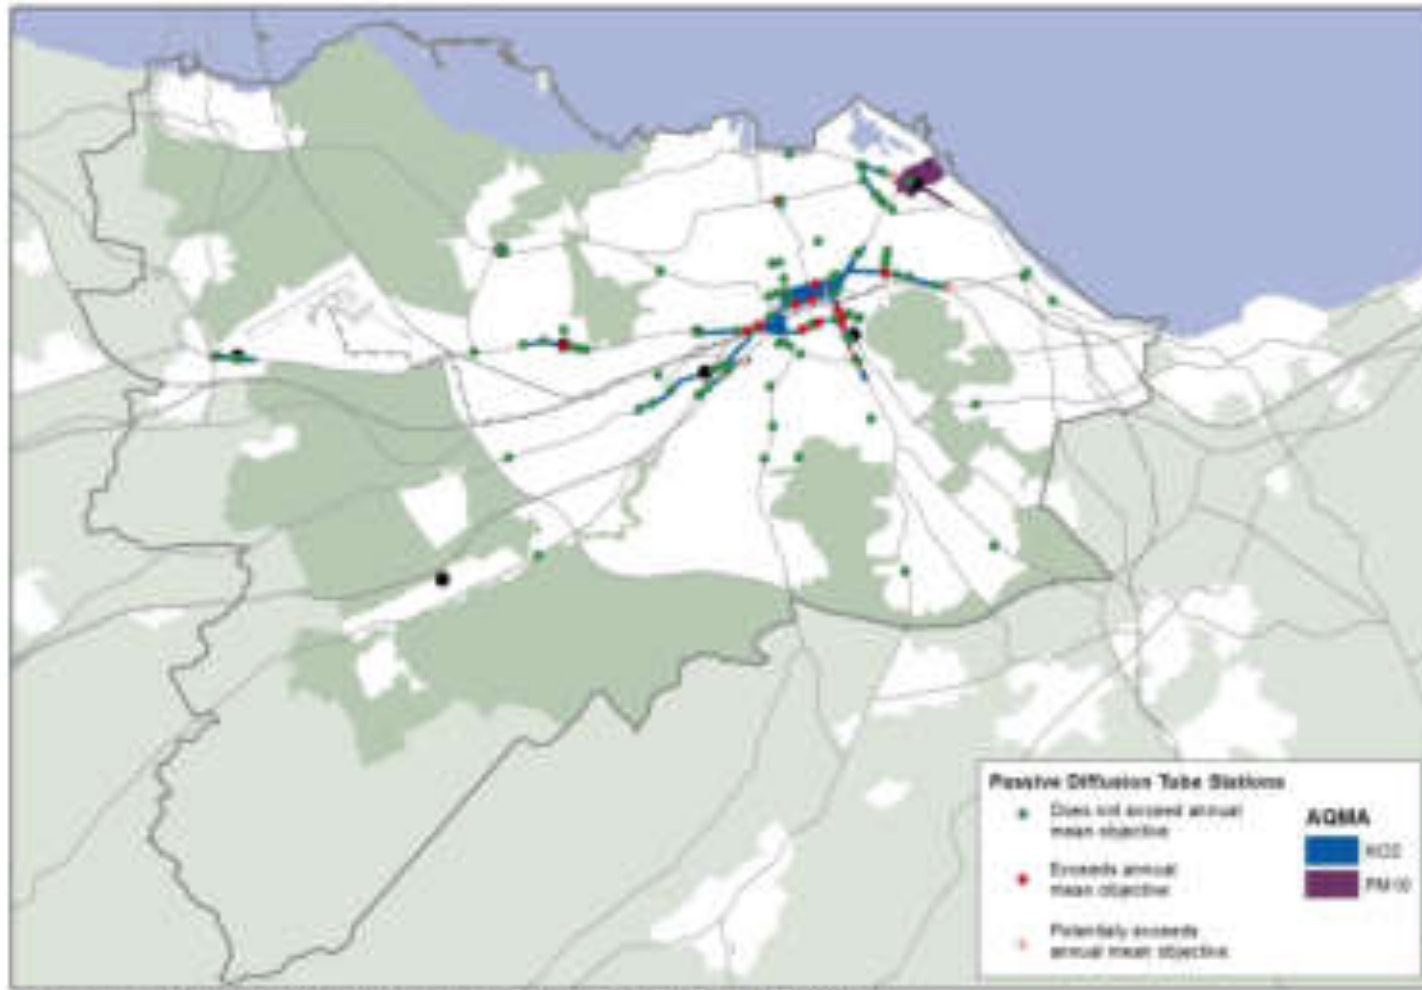 Passive Diffusion Tube Stations
Does not exceed annual
mean objective
Exceeds annual
mean objective
Potentially exceeds
annual mean objective
AQMA
NO2
PM10